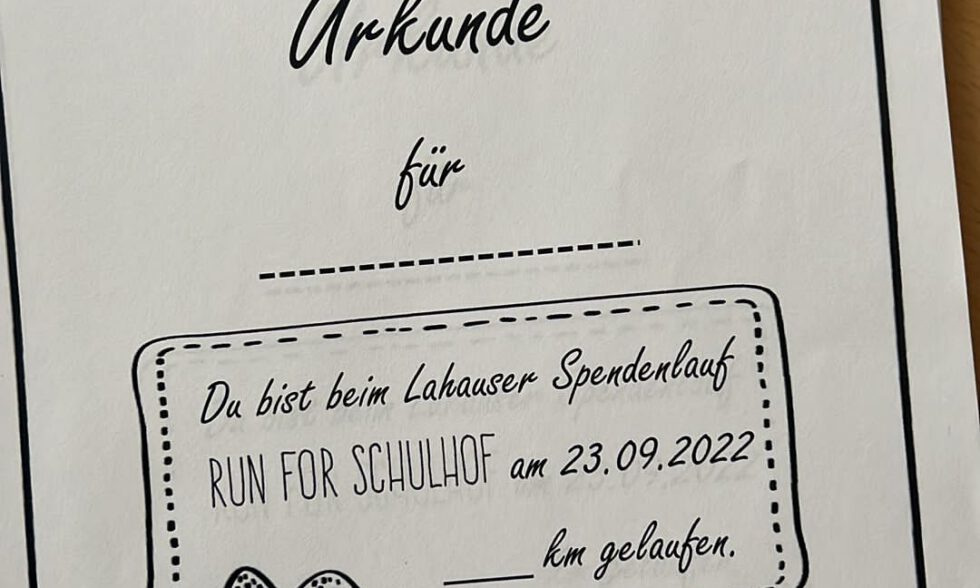 Urkunde
für
Du bist beim Lahauser Spendenlauf
RUN FOR SCHULHOF am 23.09.2022
km gelaufen.